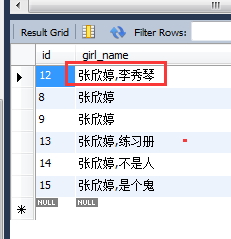 Result Grid Filter Rows:
id girl_name
12 张欣婷,李秀琴
8 张欣婷
9 张欣婷
13 张欣婷,练习册
14 张欣婷,不是人
15 张欣婷,是个鬼
NULL NULL